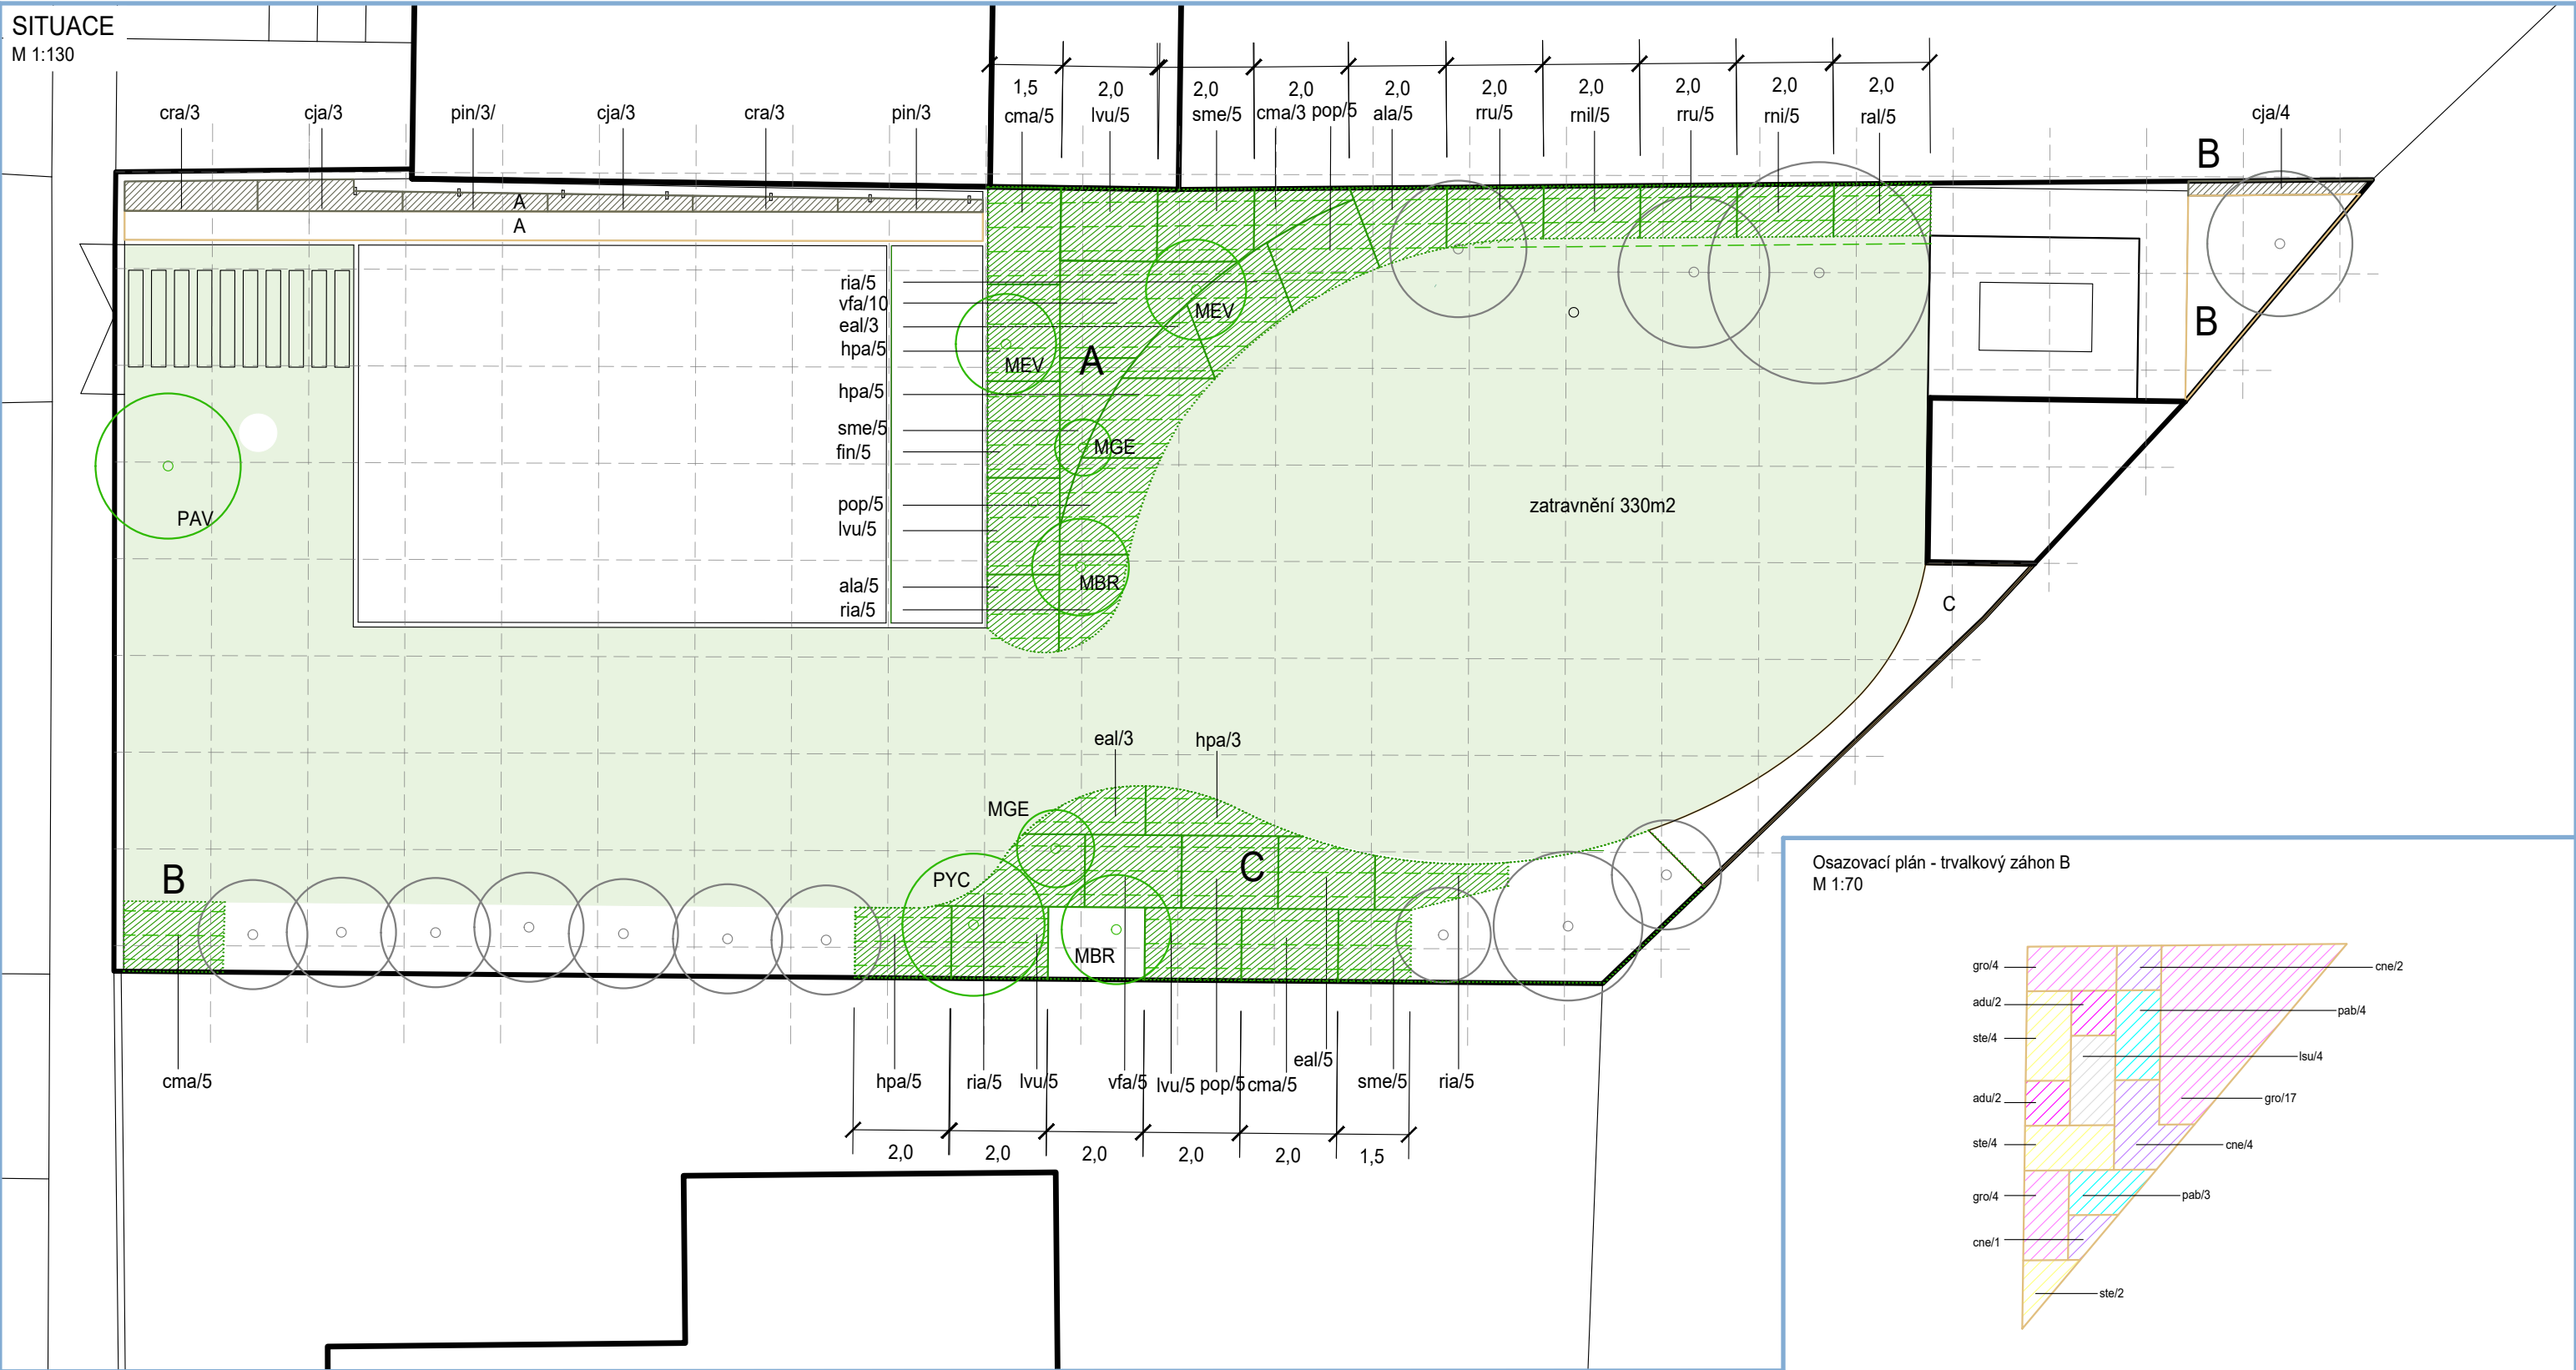 SITUACE
M 1:130
1,5 2,0 2,0 2,0 2,0 2,0 2,0 2,0 2,0 2,0
cra/3 cja/3 pin/3/ cja/3 cra/3 pin/3 cma/5 lvu/5 sme/5 cma/3 pop/5 ala/5 rru/5 rnil/5 rru/5 rni/5 ral/5 cja/4
B
A
A
ria/5
vfa/10
MEV
eal/3
B
hpa/5
MEV
A
hpa/5
sme/5
MGE
fin/5
pop/5
zatravnění 330m2
PAV
lvu/5
ala/5
MBR
ria/5
C
eal/3 hpa/3
MGE
B
PYC
C
MBR
eal/5
cma/5 hpa/5 ria/5 lvu/5 vfa/5 lvu/5 pop/5 cma/5 sme/5 ria/5
2,0 2,0 2,0 2,0 2,0 1,5
Osazovací plán - trvalkový záhon B
M 1:70
gro/4 cne/2
adu/2 pab/4
ste/4 lsu/4
adu/2 gro/17
ste/4 cne/4
gro/4 pab/3
cne/1
ste/2